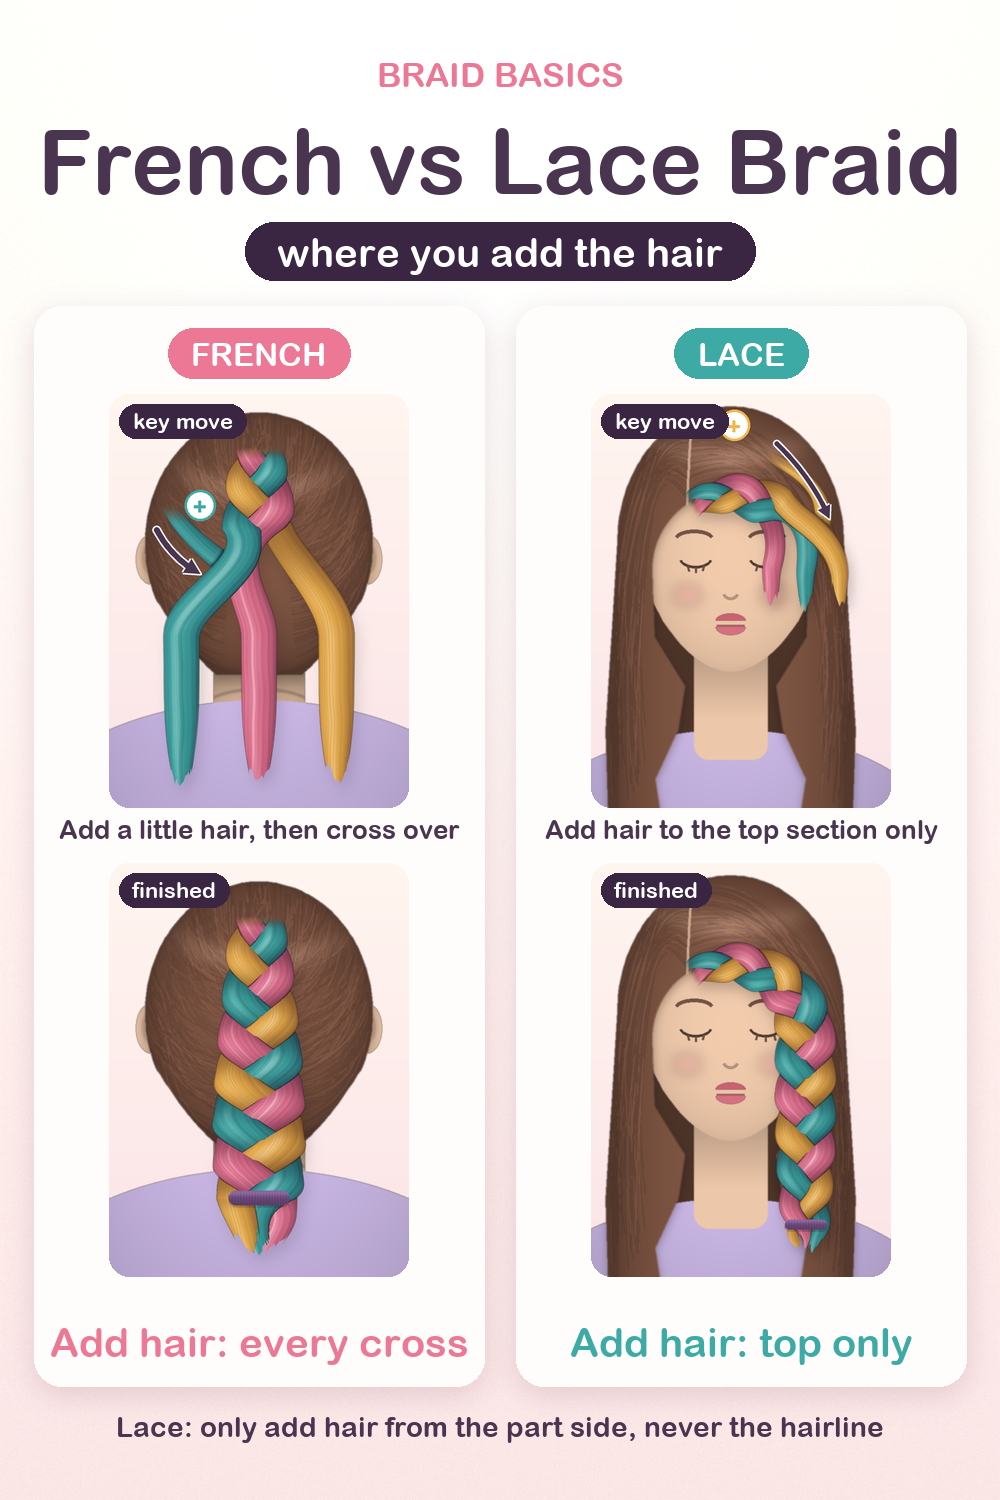 BRAID BASICS
French vs Lace Braid
where you add the hair
FRENCH
key move
Add a little hair, then cross over
finished
Add hair: every cross
LACE
key move
Add hair to the top section only
finished
Add hair: top only
Lace: only add hair from the part side, never the hairline